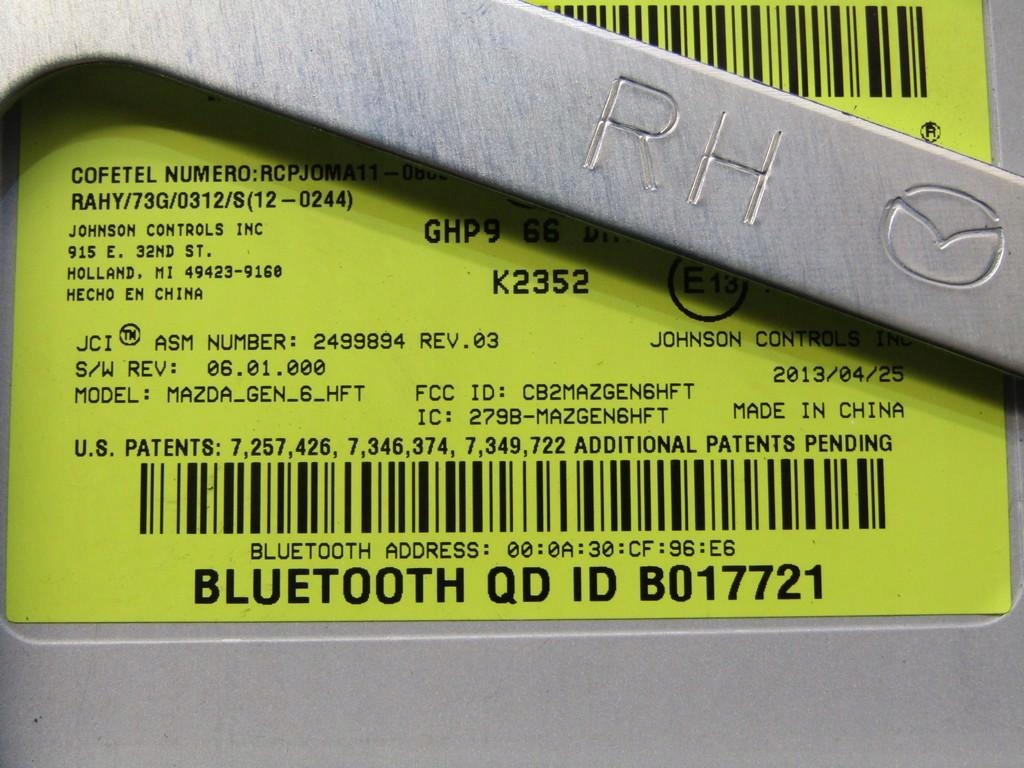 RH
®
COFETEL NUMERO:RCPJOMA11-
RAHY/73G/0312/S(12-0244)
JOHNSON CONTROLS INC
915 E. 32ND ST.
HOLLAND, MI 49423-9160
HECHO EN CHINA
GHP9 66
K2352
E13
JCI™ ASM NUMBER: 2499894 REV.03
JOHNSON CONTROLS INC
S/W REV: 06.01.000
2013/04/25
MODEL: MAZDA_GEN_6_HFT
FCC ID: CB2MAZGEN6HFT
IC: 279B-MAZGEN6HFT
MADE IN CHINA
U.S. PATENTS: 7,257,426, 7,346,374, 7,349,722 ADDITIONAL PATENTS PENDING
BLUETOOTH ADDRESS: 00:0A:30:CF:96:E6
BLUETOOTH QD ID B017721